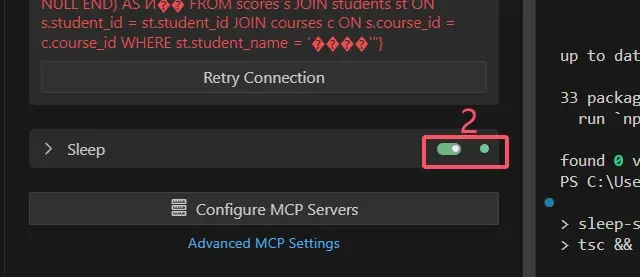 NULL END) AS И�� FROM scores s JOIN students st ON
s.student_id = st.student_id JOIN courses c ON s.course_id =
c.course_id WHERE st.student_name = '����'"}
Retry Connection
2
Sleep
Configure MCP Servers
Advanced MCP Settings
up to dat
33 packag
run `np
found 0 v
PS C:\Use
> sleep-s
> tsc &&